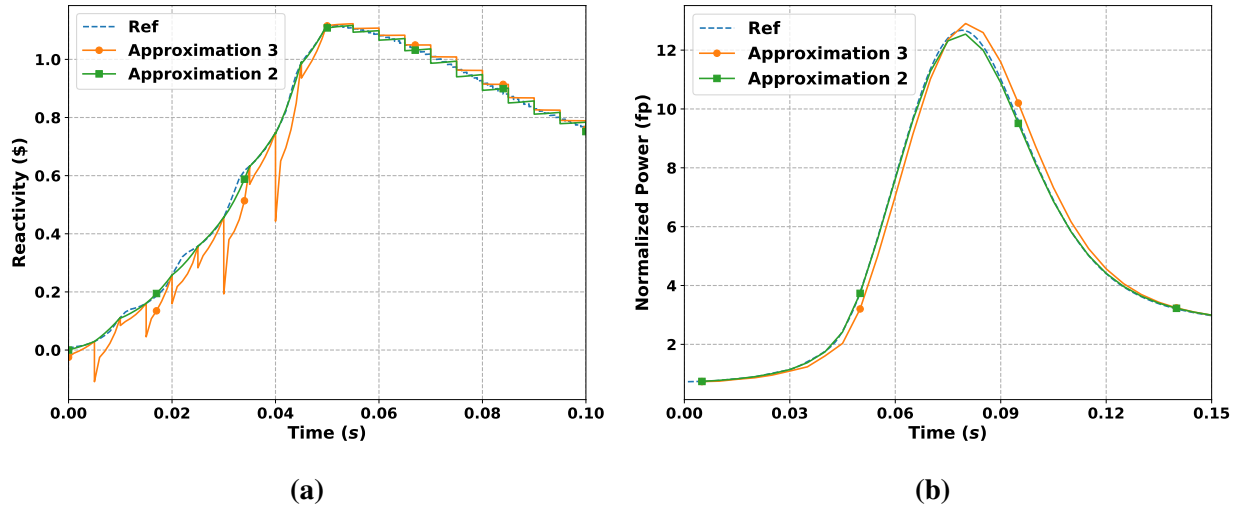 Ref
Approximation 3
Approximation 2
1.0
0.8
0.6
0.4
0.2
0.0
Reactivity ($)
0.00 0.02 0.04 0.06 0.08 0.10
Time (s)
(a)
Ref
Approximation 3
Approximation 2
12
10
8
6
4
2
Normalized Power (fp)
0.00 0.03 0.06 0.09 0.12 0.15
Time (s)
(b)